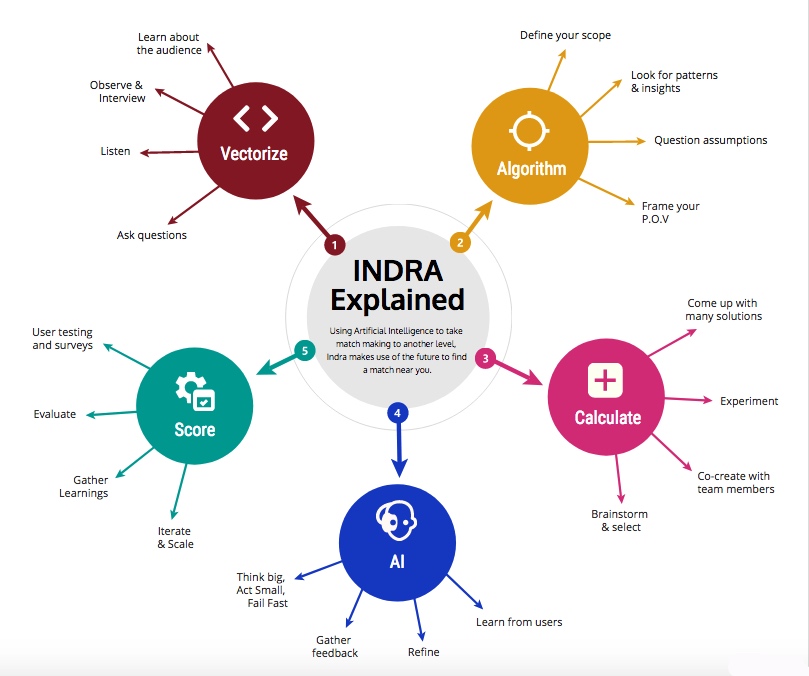 INDRA
Explained
Using Artificial Intelligence to take
match making to another level,
Indra makes use of the future to find
a match near you.
1
Vectorize
Learn about
the audience
Observe &
Interview
Listen
Ask questions
2
Algorithm
Define your scope
Look for patterns
& insights
Question assumptions
Frame your
P.O.V
3
Calculate
Come up with
many solutions
Experiment
Co-create with
team members
Brainstorm
& select
4
AI
Learn from users
Refine
Gather
feedback
Think big,
Act Small,
Fail Fast
5
Score
User testing
and surveys
Evaluate
Gather
Learnings
Iterate
& Scale